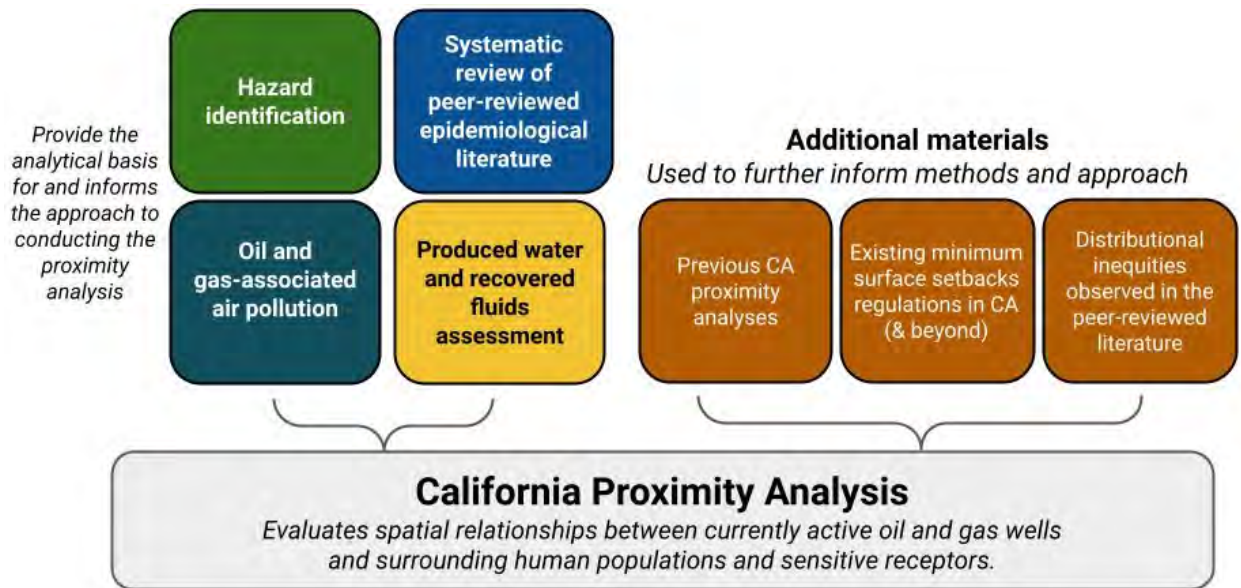 Provide the
analytical basis
for and informs
the approach to
conducting the
proximity
analysis
Hazard
identification
Systematic
review of
peer-reviewed
epidemiological
literature
Oil and
gas-associated
air pollution
Produced water
and recovered
fluids
assessment
Additional materials
Used to further inform methods and approach
Previous CA
proximity
analyses
Existing minimum
surface setbacks
regulations in CA
(& beyond)
Distributional
inequities
observed in the
peer-reviewed
literature
California Proximity Analysis
Evaluates spatial relationships between currently active oil and gas wells
and surrounding human populations and sensitive receptors.